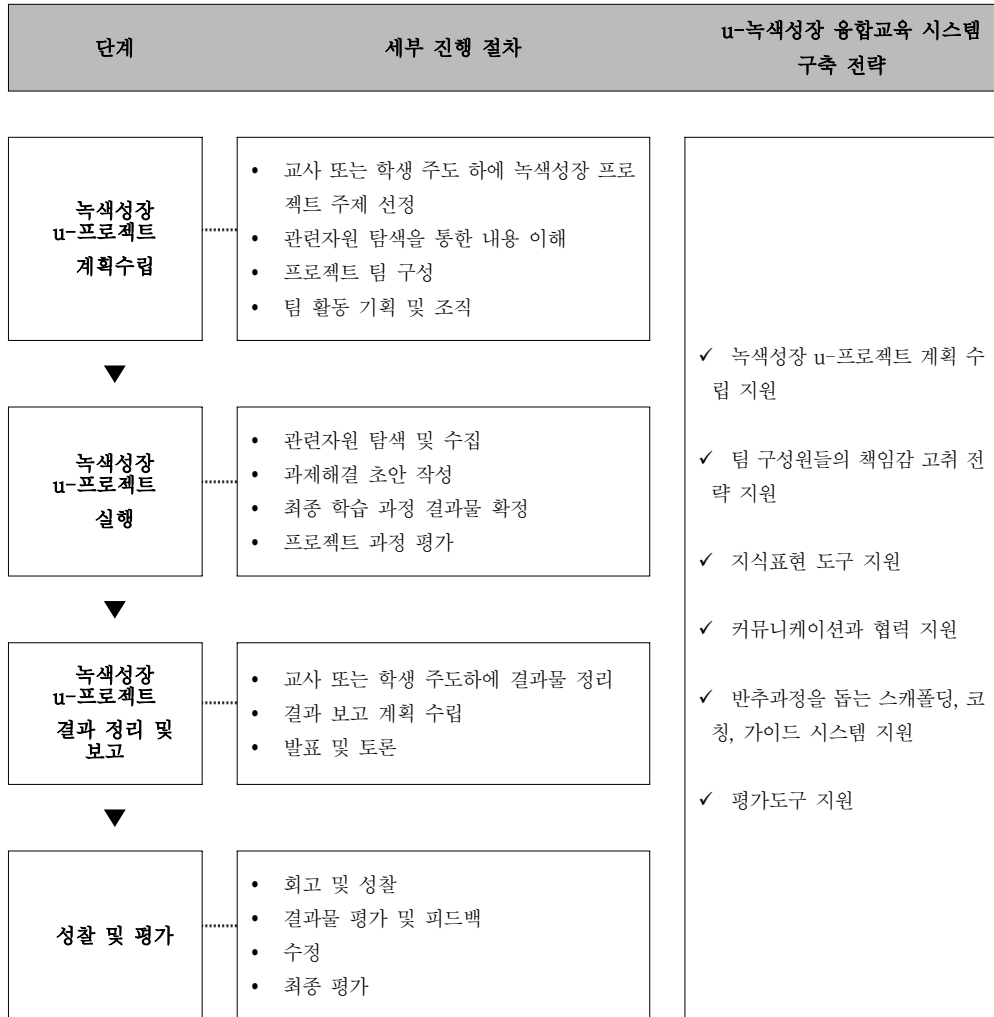 단계
세부 진행 절차
u-녹색성장 융합교육 시스템
구축 전략
녹색성장
u-프로젝트
계획수립
• 교사 또는 학생 주도 하에 녹색성장 프로
젝트 주제 선정
• 관련자원 탐색을 통한 내용 이해
• 프로젝트 팀 구성
• 팀 활동 기획 및 조직
▼
녹색성장
u-프로젝트
실행
• 관련자원 탐색 및 수집
• 과제해결 초안 작성
• 최종 학습 과정 결과물 확정
• 프로젝트 과정 평가
▼
녹색성장
u-프로젝트
결과 정리 및
보고
• 교사 또는 학생 주도하에 결과물 정리
• 결과 보고 계획 수립
• 발표 및 토론
▼
성찰 및 평가
• 회고 및 성찰
• 결과물 평가 및 피드백
• 수정
• 최종 평가
✓ 녹색성장 u-프로젝트 계획 수
립 지원
✓ 팀 구성원들의 책임감 고취 전
략 지원
✓ 지식표현 도구 지원
✓ 커뮤니케이션과 협력 지원
✓ 반추과정을 돕는 스캐폴딩, 코
칭, 가이드 시스템 지원
✓ 평가도구 지원